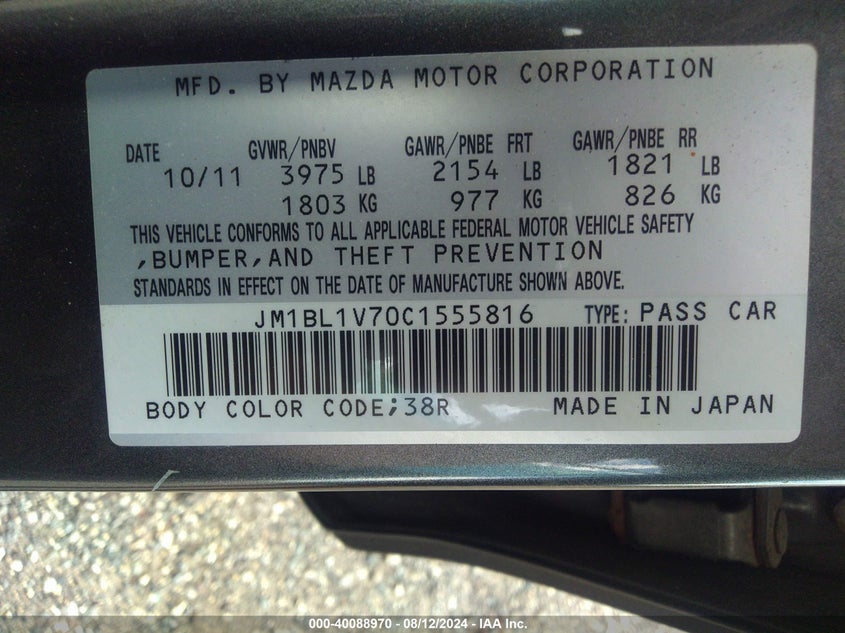 MFD. BY MAZDA MOTOR CORPORATION
DATE GVWR/PNBV GAWR/PNBE FRT GAWR/PNBE RR
10/11 3975 LB 2154 LB 1821 LB
1803 KG 977 KG 826 KG
THIS VEHICLE CONFORMS TO ALL APPLICABLE FEDERAL MOTOR VEHICLE SAFETY
,BUMPER,AND THEFT PREVENTION
STANDARDS IN EFFECT ON THE DATE OF MANUFACTURE SHOWN ABOVE.
JM1BL1V70C1555816 TYPE: PASS CAR
BODY COLOR CODE;38R MADE IN JAPAN
000-40088970 - 08/12/2024 - IAA Inc.